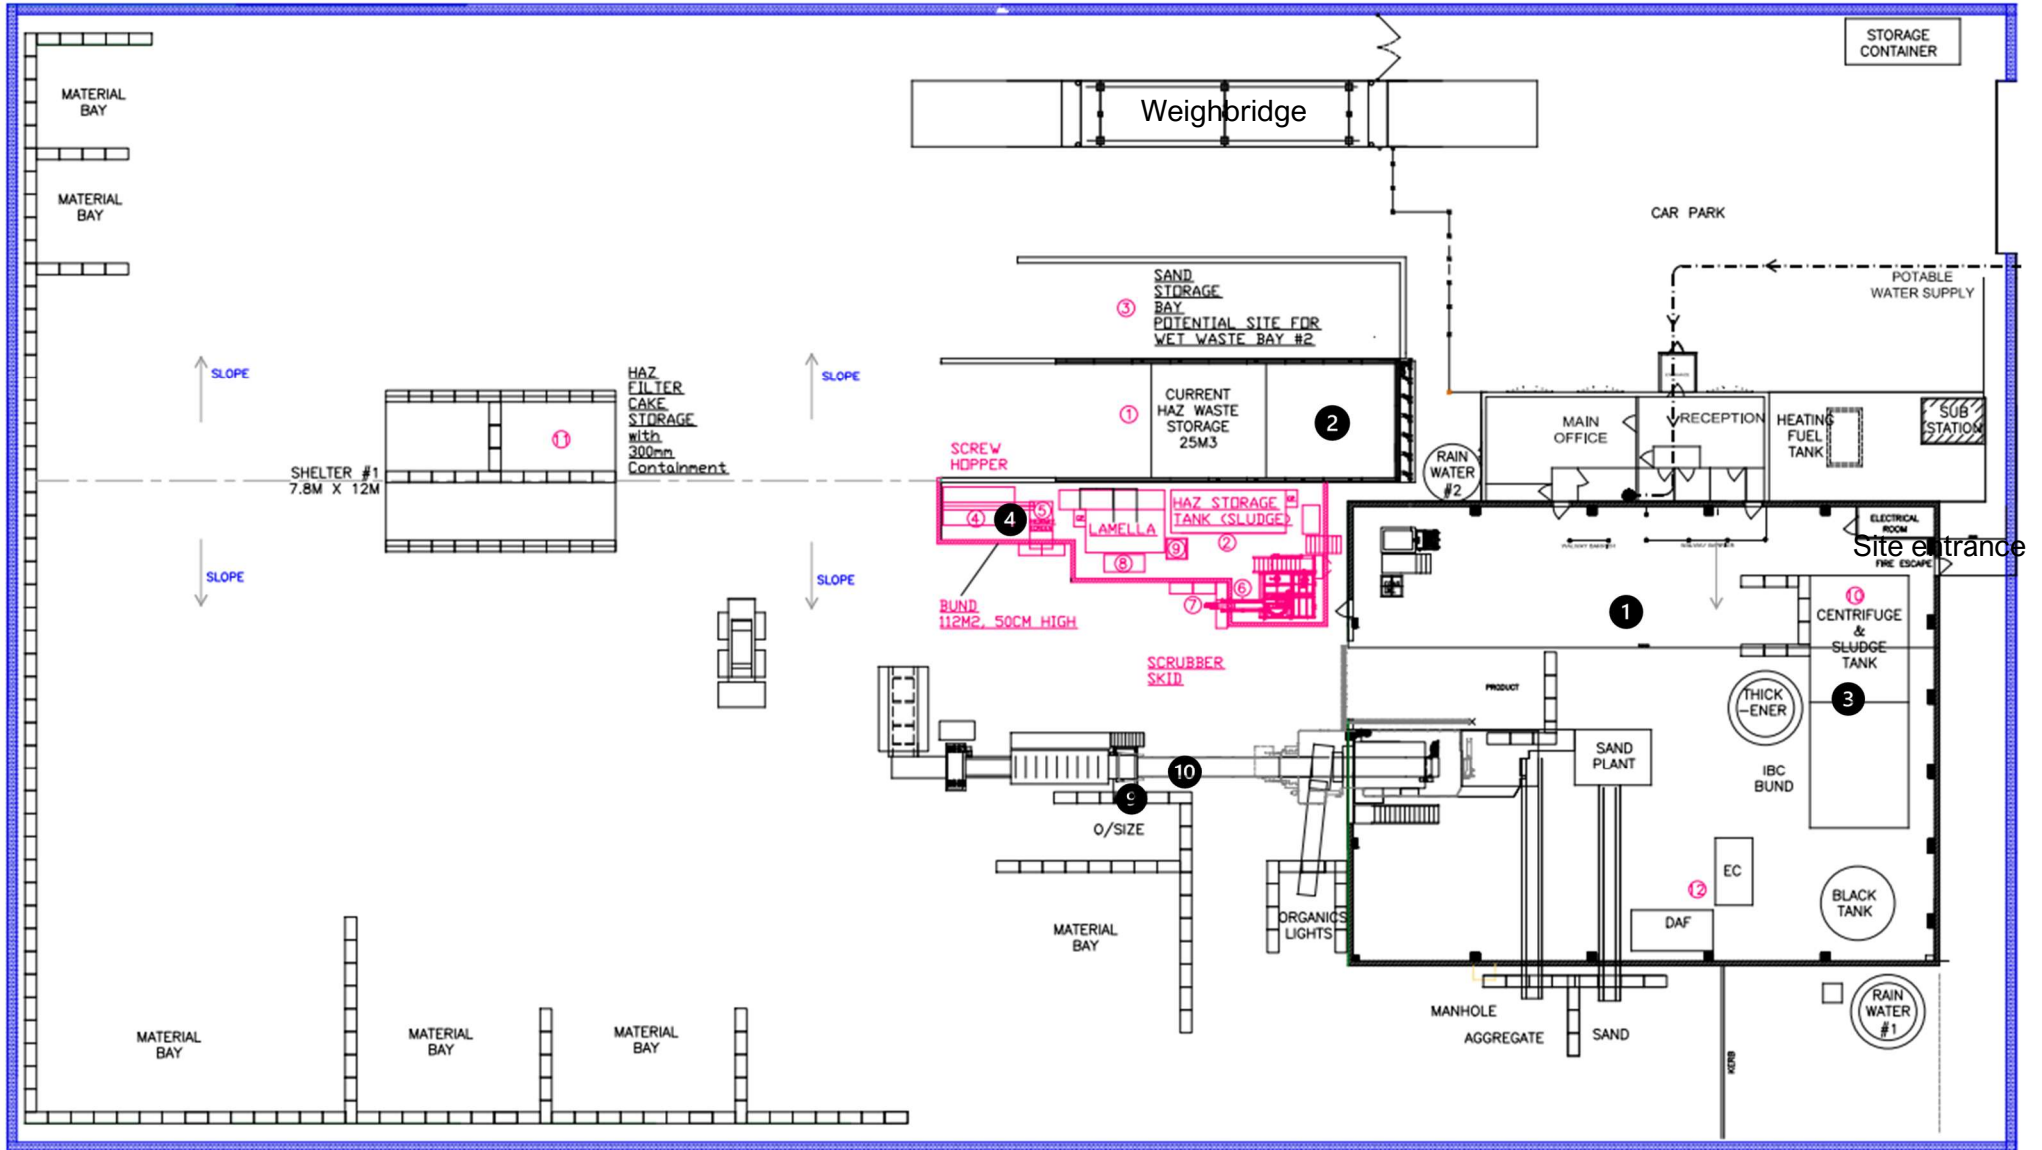 STORAGE
CONTAINER
MATERIAL
BAY
Weighbridge
MATERIAL
BAY
CAR PARK
POTABLE
WATER SUPPLY
SAND
STORAGE
BAY
POTENTIAL SITE FOR
WET WASTE BAY #2
3
SLOPE
SLOPE
HAZ
FILTER
CAKE
STORAGE
with
300mm
Containment
11
SHELTER #1
7.8M X 12M
1
CURRENT
HAZ WASTE
STORAGE
25M3
2
MAIN
OFFICE
RECEPTION
HEATING
FUEL
TANK
SUB
STATION
RAIN
WATER
#2
SCREW
HOPPER
4
4
5
LAMELLA
HAZ STORAGE
TANK (SLUDGE)
2
9
8
6
7
BUND
112M2, 50CM HIGH
SLOPE
SLOPE
ELECTRICAL
ROOM
Site entrance
FIRE ESCAPE
1
10
CENTRIFUGE
&
SLUDGE
TANK
3
SCRUBBER
SKID
PRODUCT
THICK
-ENER
SAND
PLANT
IBC
BUND
10
9
O/SIZE
EC
12
DAF
BLACK
TANK
ORGANICS
LIGHTS
MATERIAL
BAY
MANHOLE
AGGREGATE
SAND
RAIN
WATER
#1
KERB
MATERIAL
BAY
MATERIAL
BAY
MATERIAL
BAY